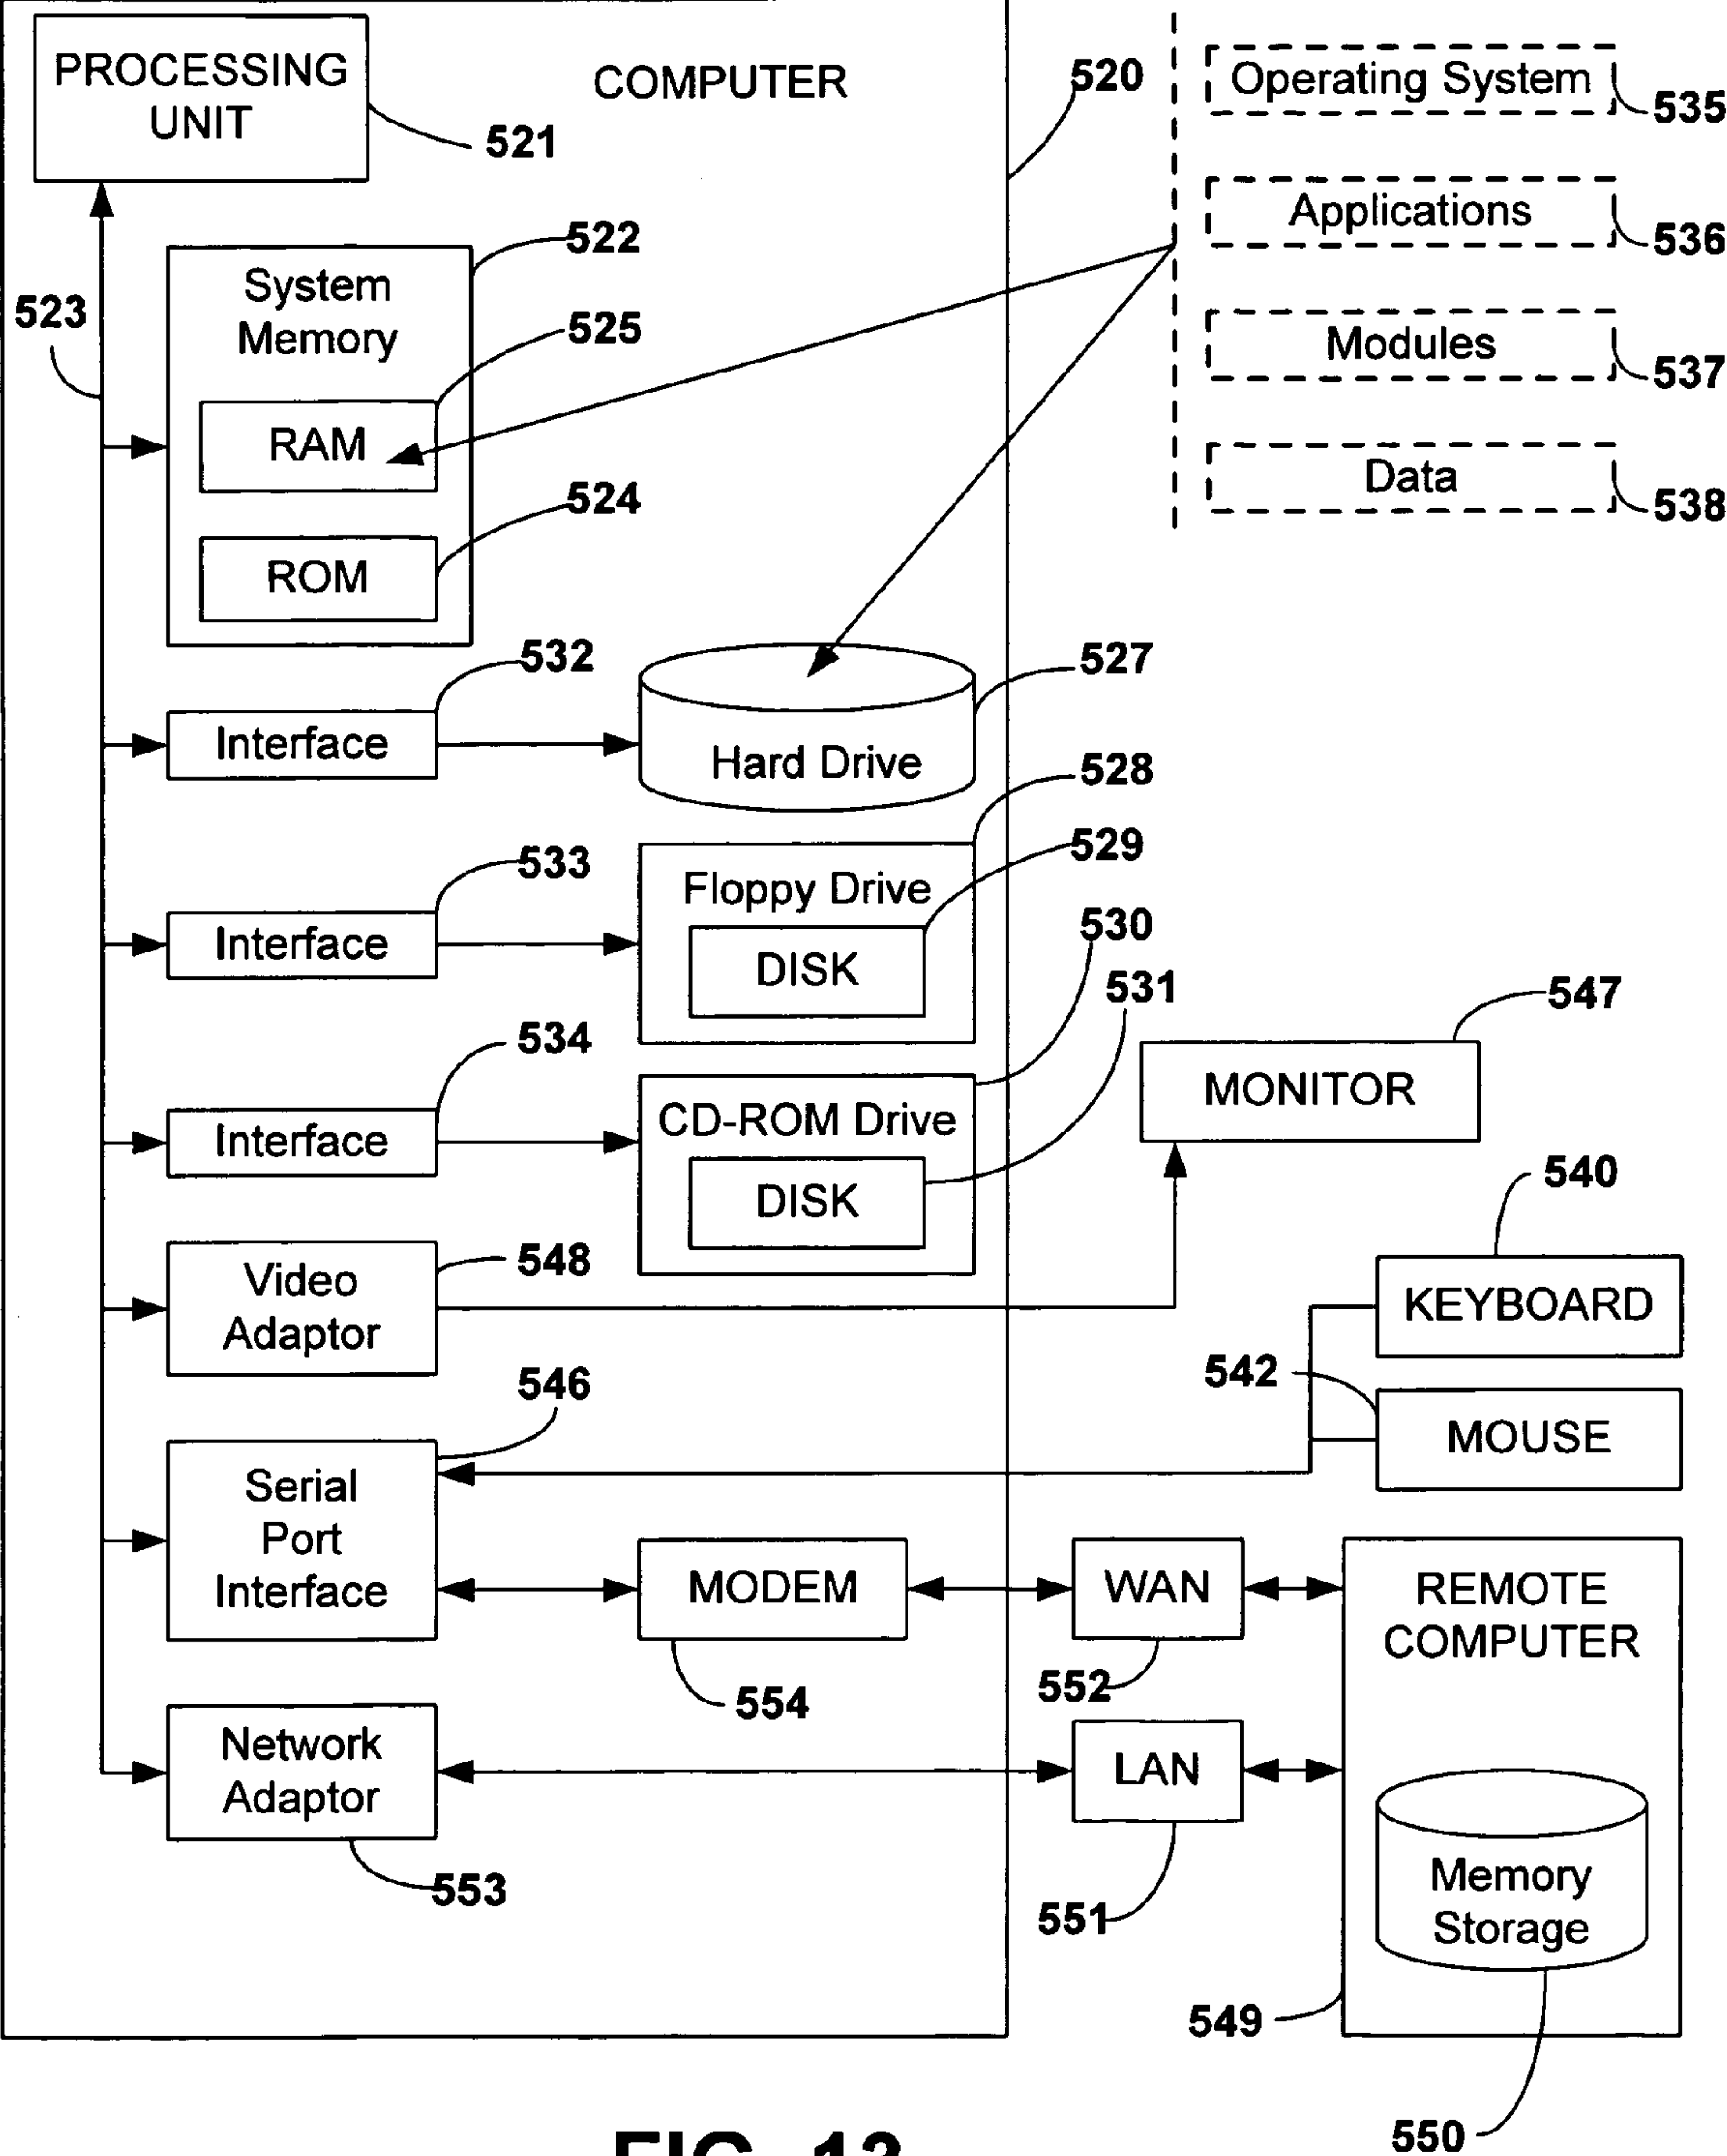 PROCESSING
UNIT
521
COMPUTER
520
Operating System
535
Applications
536
Modules
537
Data
538
523
522
System
Memory
525
RAM
524
ROM
532
Interface
527
Hard Drive
528
533
Interface
529
Floppy Drive
DISK
530
531
534
Interface
CD-ROM Drive
DISK
547
MONITOR
548
Video
Adaptor
540
KEYBOARD
542
MOUSE
546
Serial
Port
Interface
MODEM
554
WAN
552
REMOTE
COMPUTER
Network
Adaptor
553
LAN
551
Memory
Storage
549
550
FIG. 13